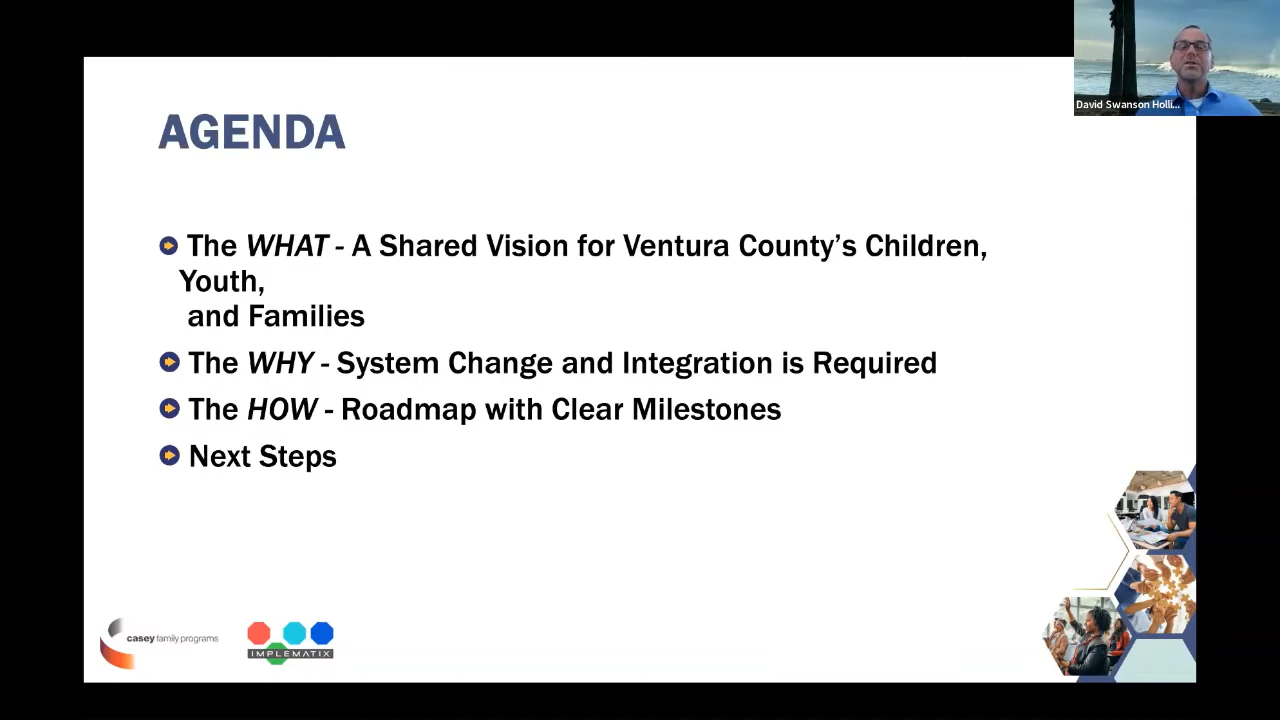 David Swanson Holli...
AGENDA
The WHAT - A Shared Vision for Ventura County’s Children,
Youth,
and Families
The WHY - System Change and Integration is Required
The HOW - Roadmap with Clear Milestones
Next Steps
casey family programs
IMPLEMATIX